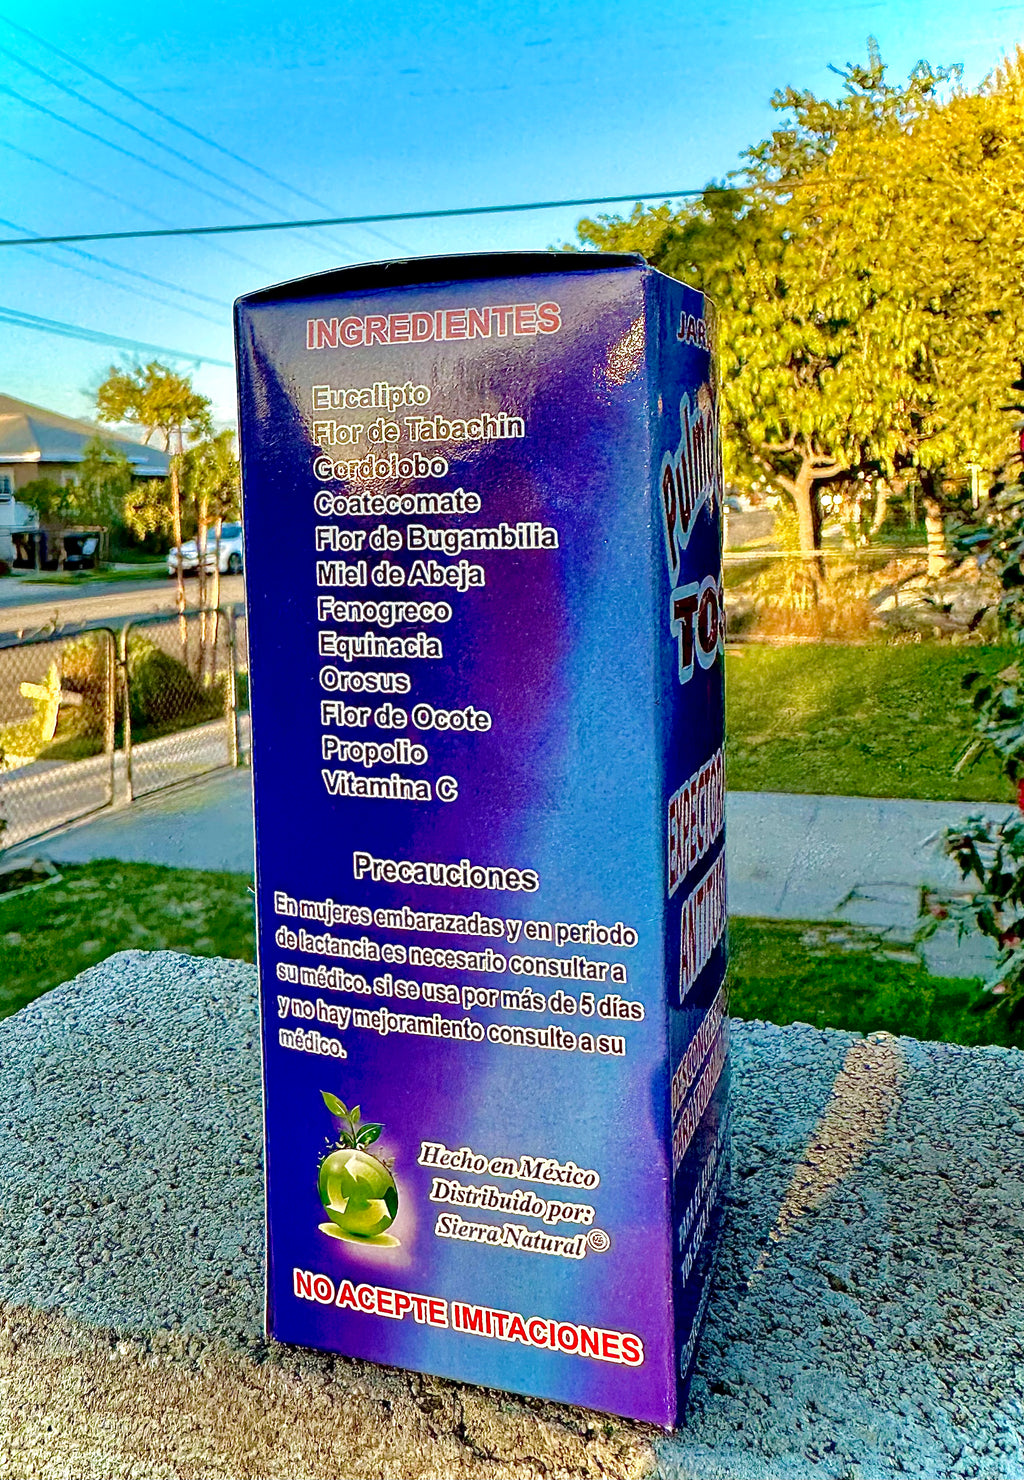 INGREDIENTES
Eucalipto
Flor de Tabachin
Gordolobo
Coatecomate
Flor de Bugambilia
Miel de Abeja
Fenogreco
Equinacia
Orosus
Flor de Ocote
Propolio
Vitamina C
Precauciones
En mujeres embarazadas y en periodo
de lactancia es necesario consultar a
su médico. si se usa por más de 5 días
y no hay mejoramiento consulte a su
médico.
Hecho en México
Distribuido por:
Sierra Natural
NO ACEPTE IMITACIONES